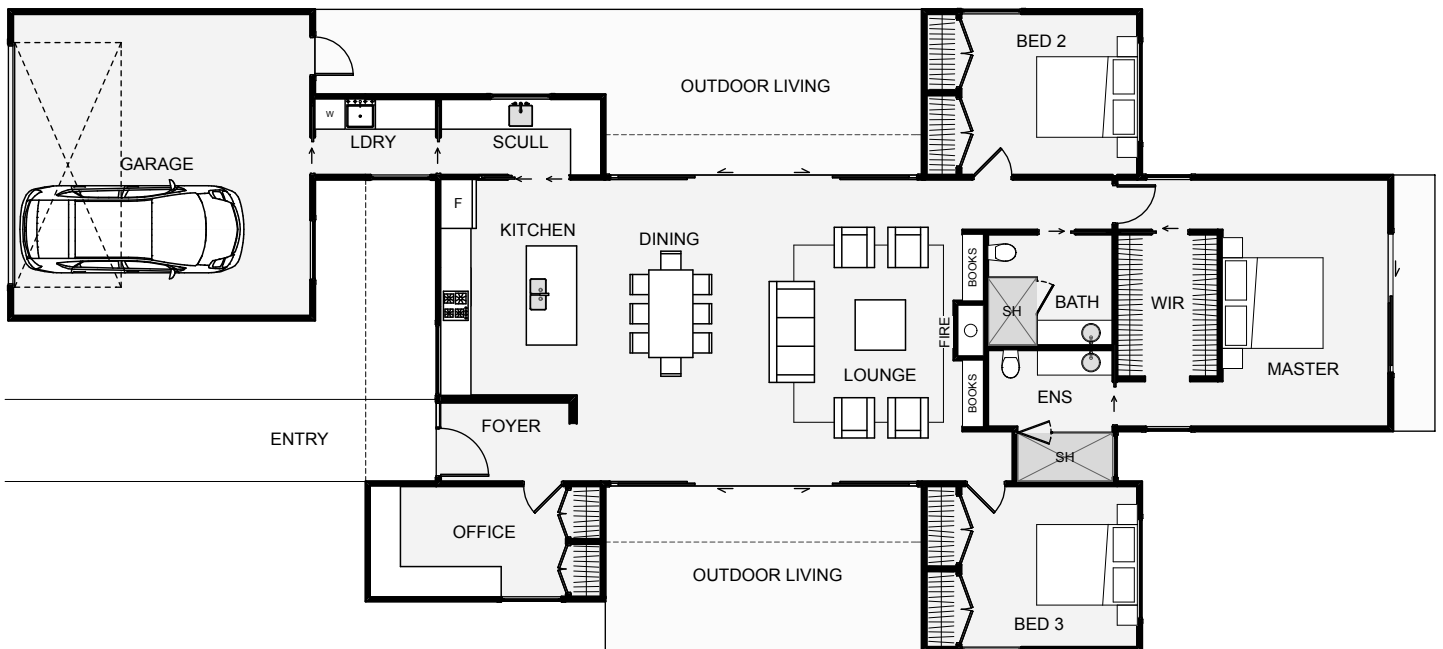 BED 2
OUTDOOR LIVING
W
LDRY
SCULL
GARAGE
F
KITCHEN
DINING
BOOKS
SH
BATH
WIR
FIRE
LOUNGE
MASTER
BOOKS
ENS
FOYER
ENTRY
SH
OFFICE
OUTDOOR LIVING
BED 3